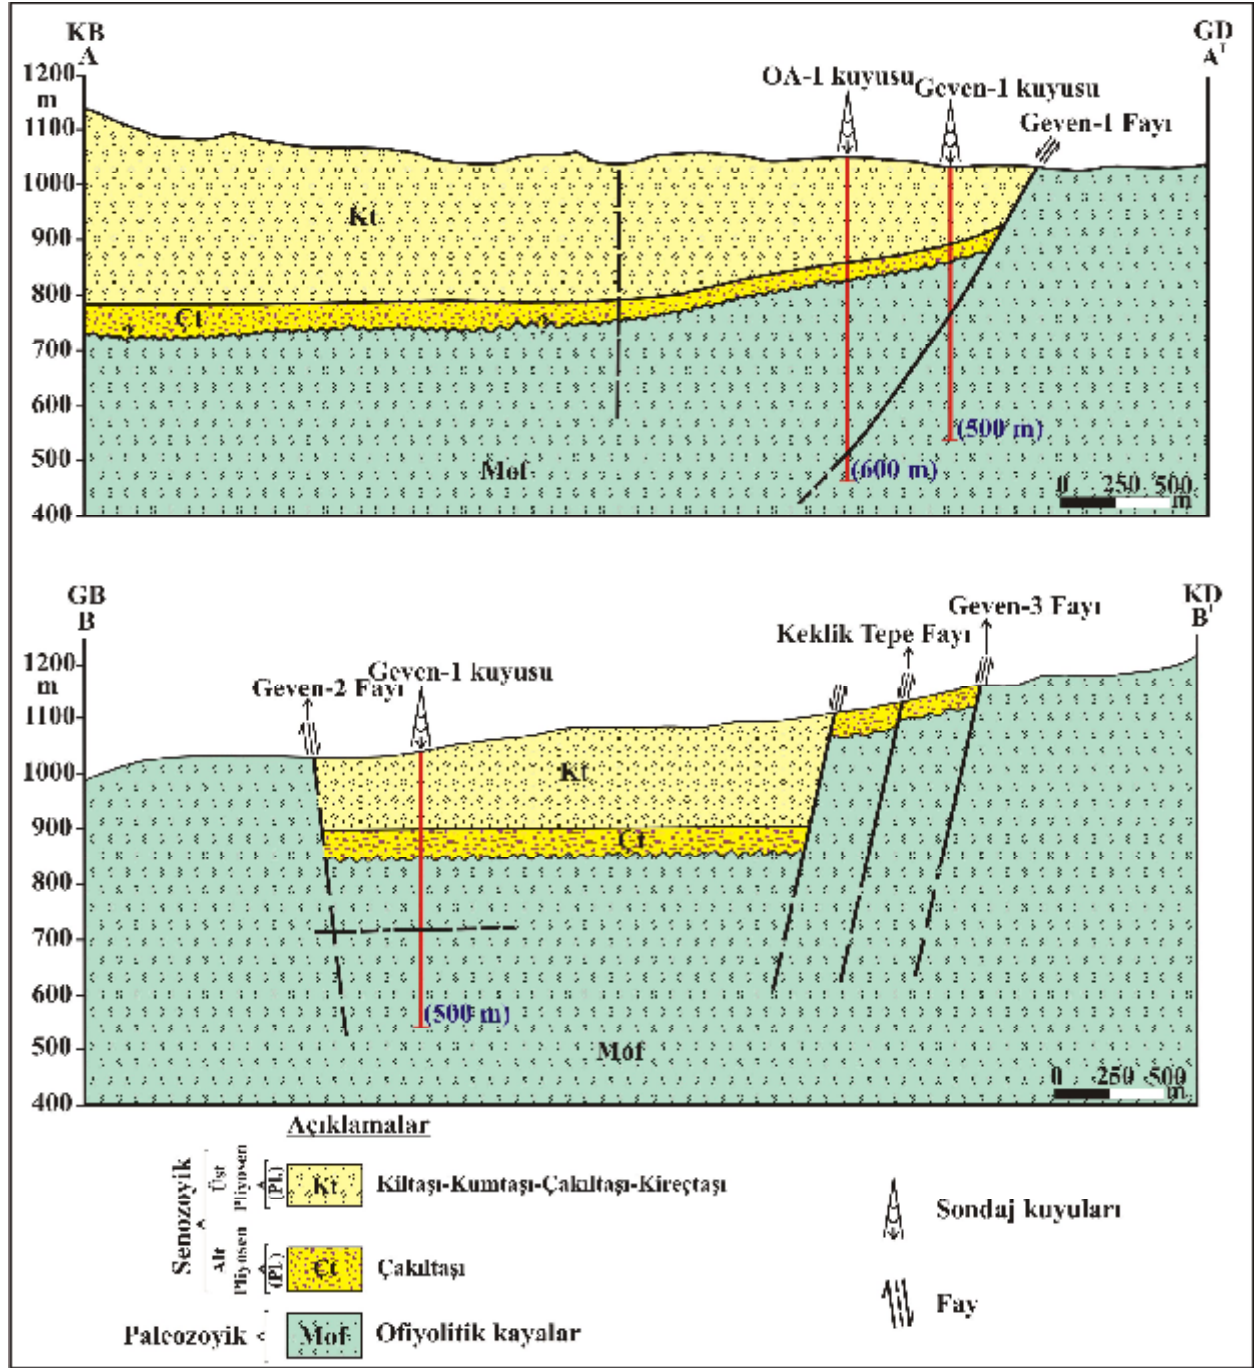 KB
A
GD
A'
1200
m
1100
1000
900
800
700
600
500
400
OA-1 kuyusu
Geven-1 kuyusu
Geven-1 Fayı
Kt
Çt
Mof
(500 m)
(600 m)
0 250 500
m
GB
B
KD
B'
1200
m
1100
1000
900
800
700
600
500
400
Geven-2 Fayı
Geven-1 kuyusu
Keklik Tepe Fayı
Geven-3 Fayı
Kt
Çt
(500 m)
Mof
0 250 500
m
Açıklamalar
Senozoyik
Üst
Pliyosen
(Pl.)
Kt
Kiltaşı-Kumtaşı-Çakıltaşı-Kireçtaşı
Alt
Pliyosen
(Pl.)
Çt
Çakıltaşı
Paleozoyik
Mof
Ofiyolitik kayalar
Sondaj kuyuları
Fay